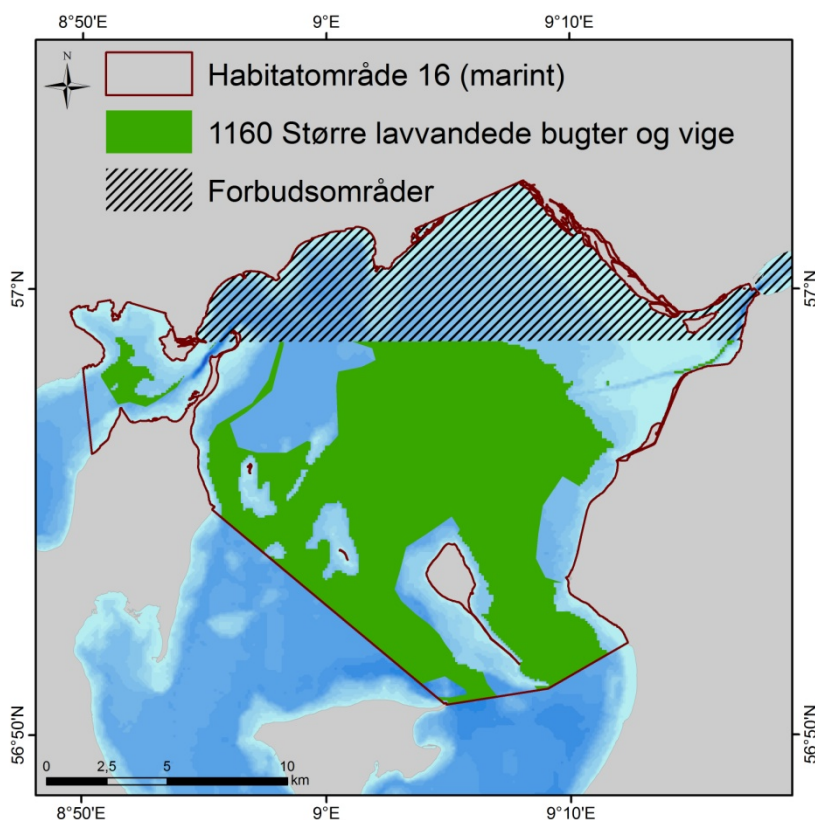 8°50'E 9°E 9°10'E
N
Habitatområde 16 (marint)
1160 Større lavvandede bugter og vige
Forbudsområder
57°N 57°N
56°50'N 56°50'N
0 2,5 5 10
km
8°50'E 9°E 9°10'E